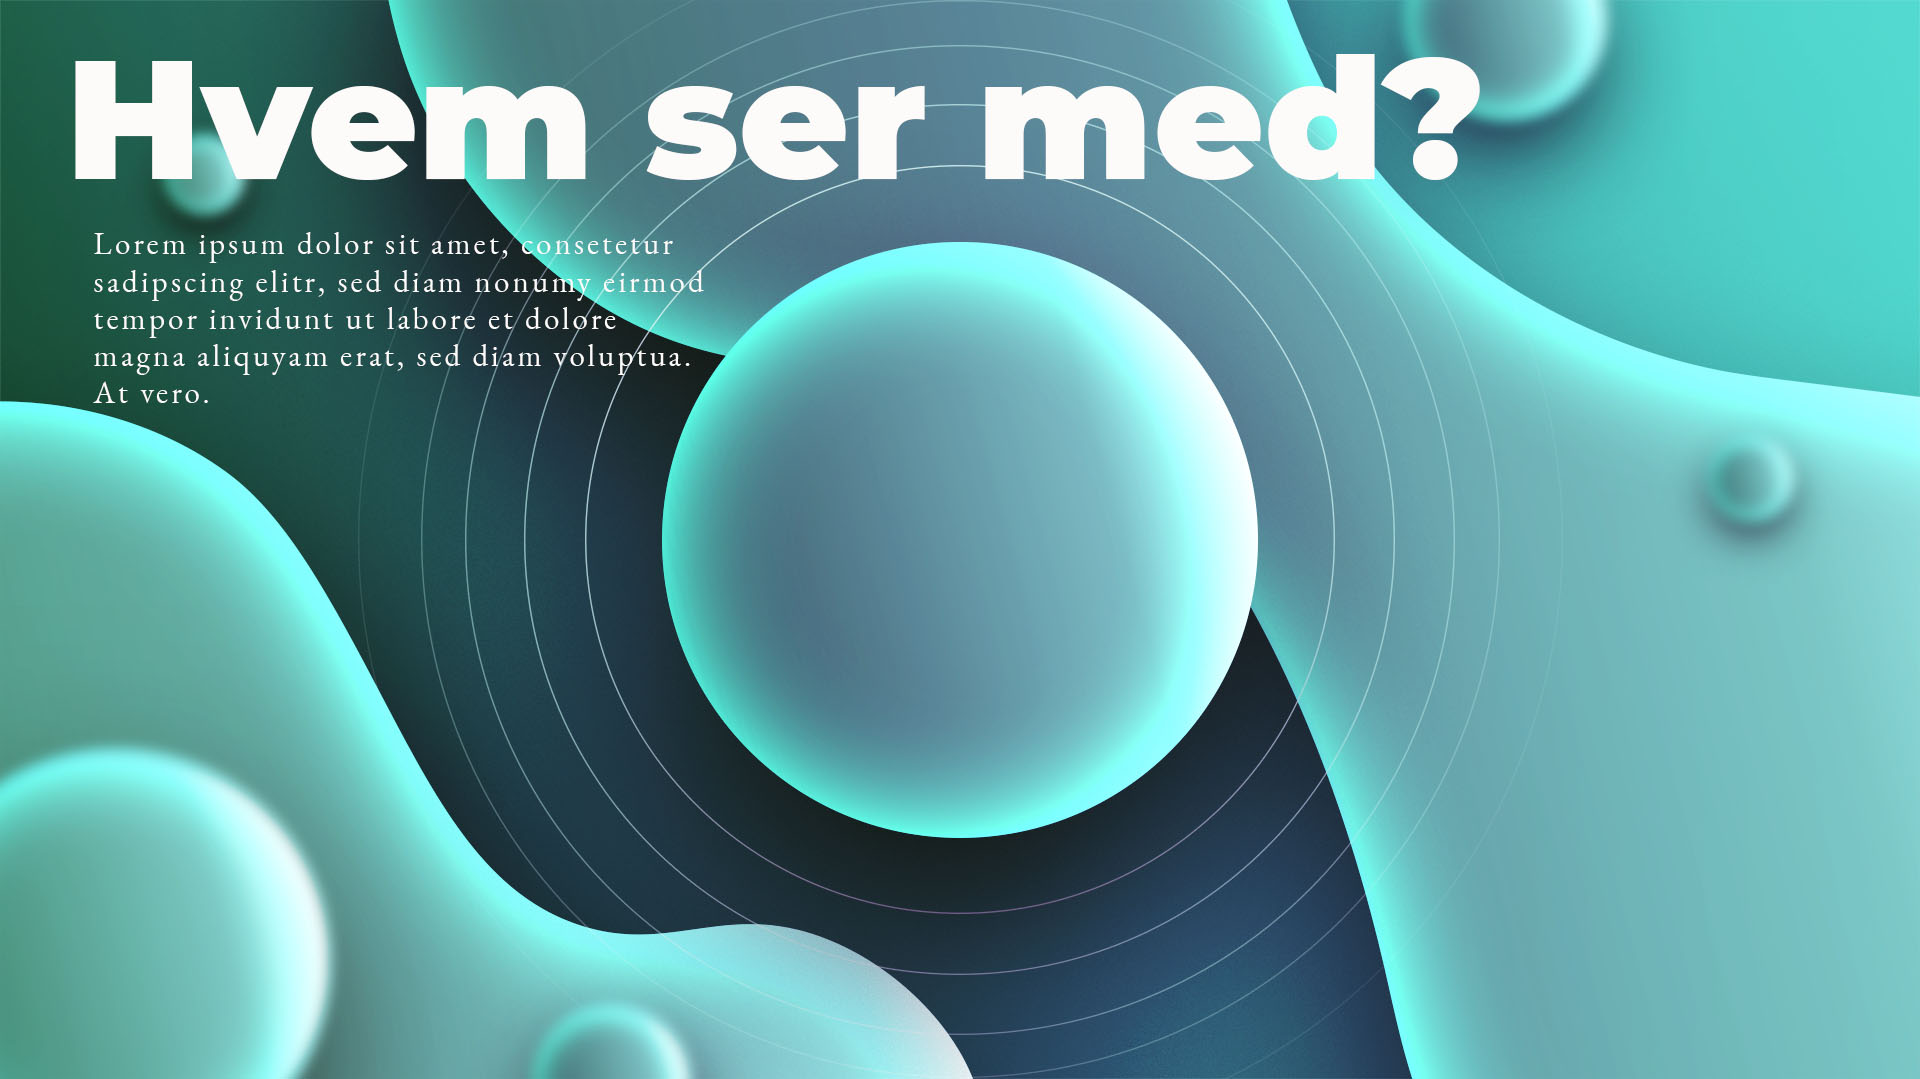 Hvem ser med?
Lorem ipsum dolor sit amet, consetetur
sadipscing elitr, sed diam nonumy eirmod
tempor invidunt ut labore et dolore
magna aliquyam erat, sed diam voluptua.
At vero.